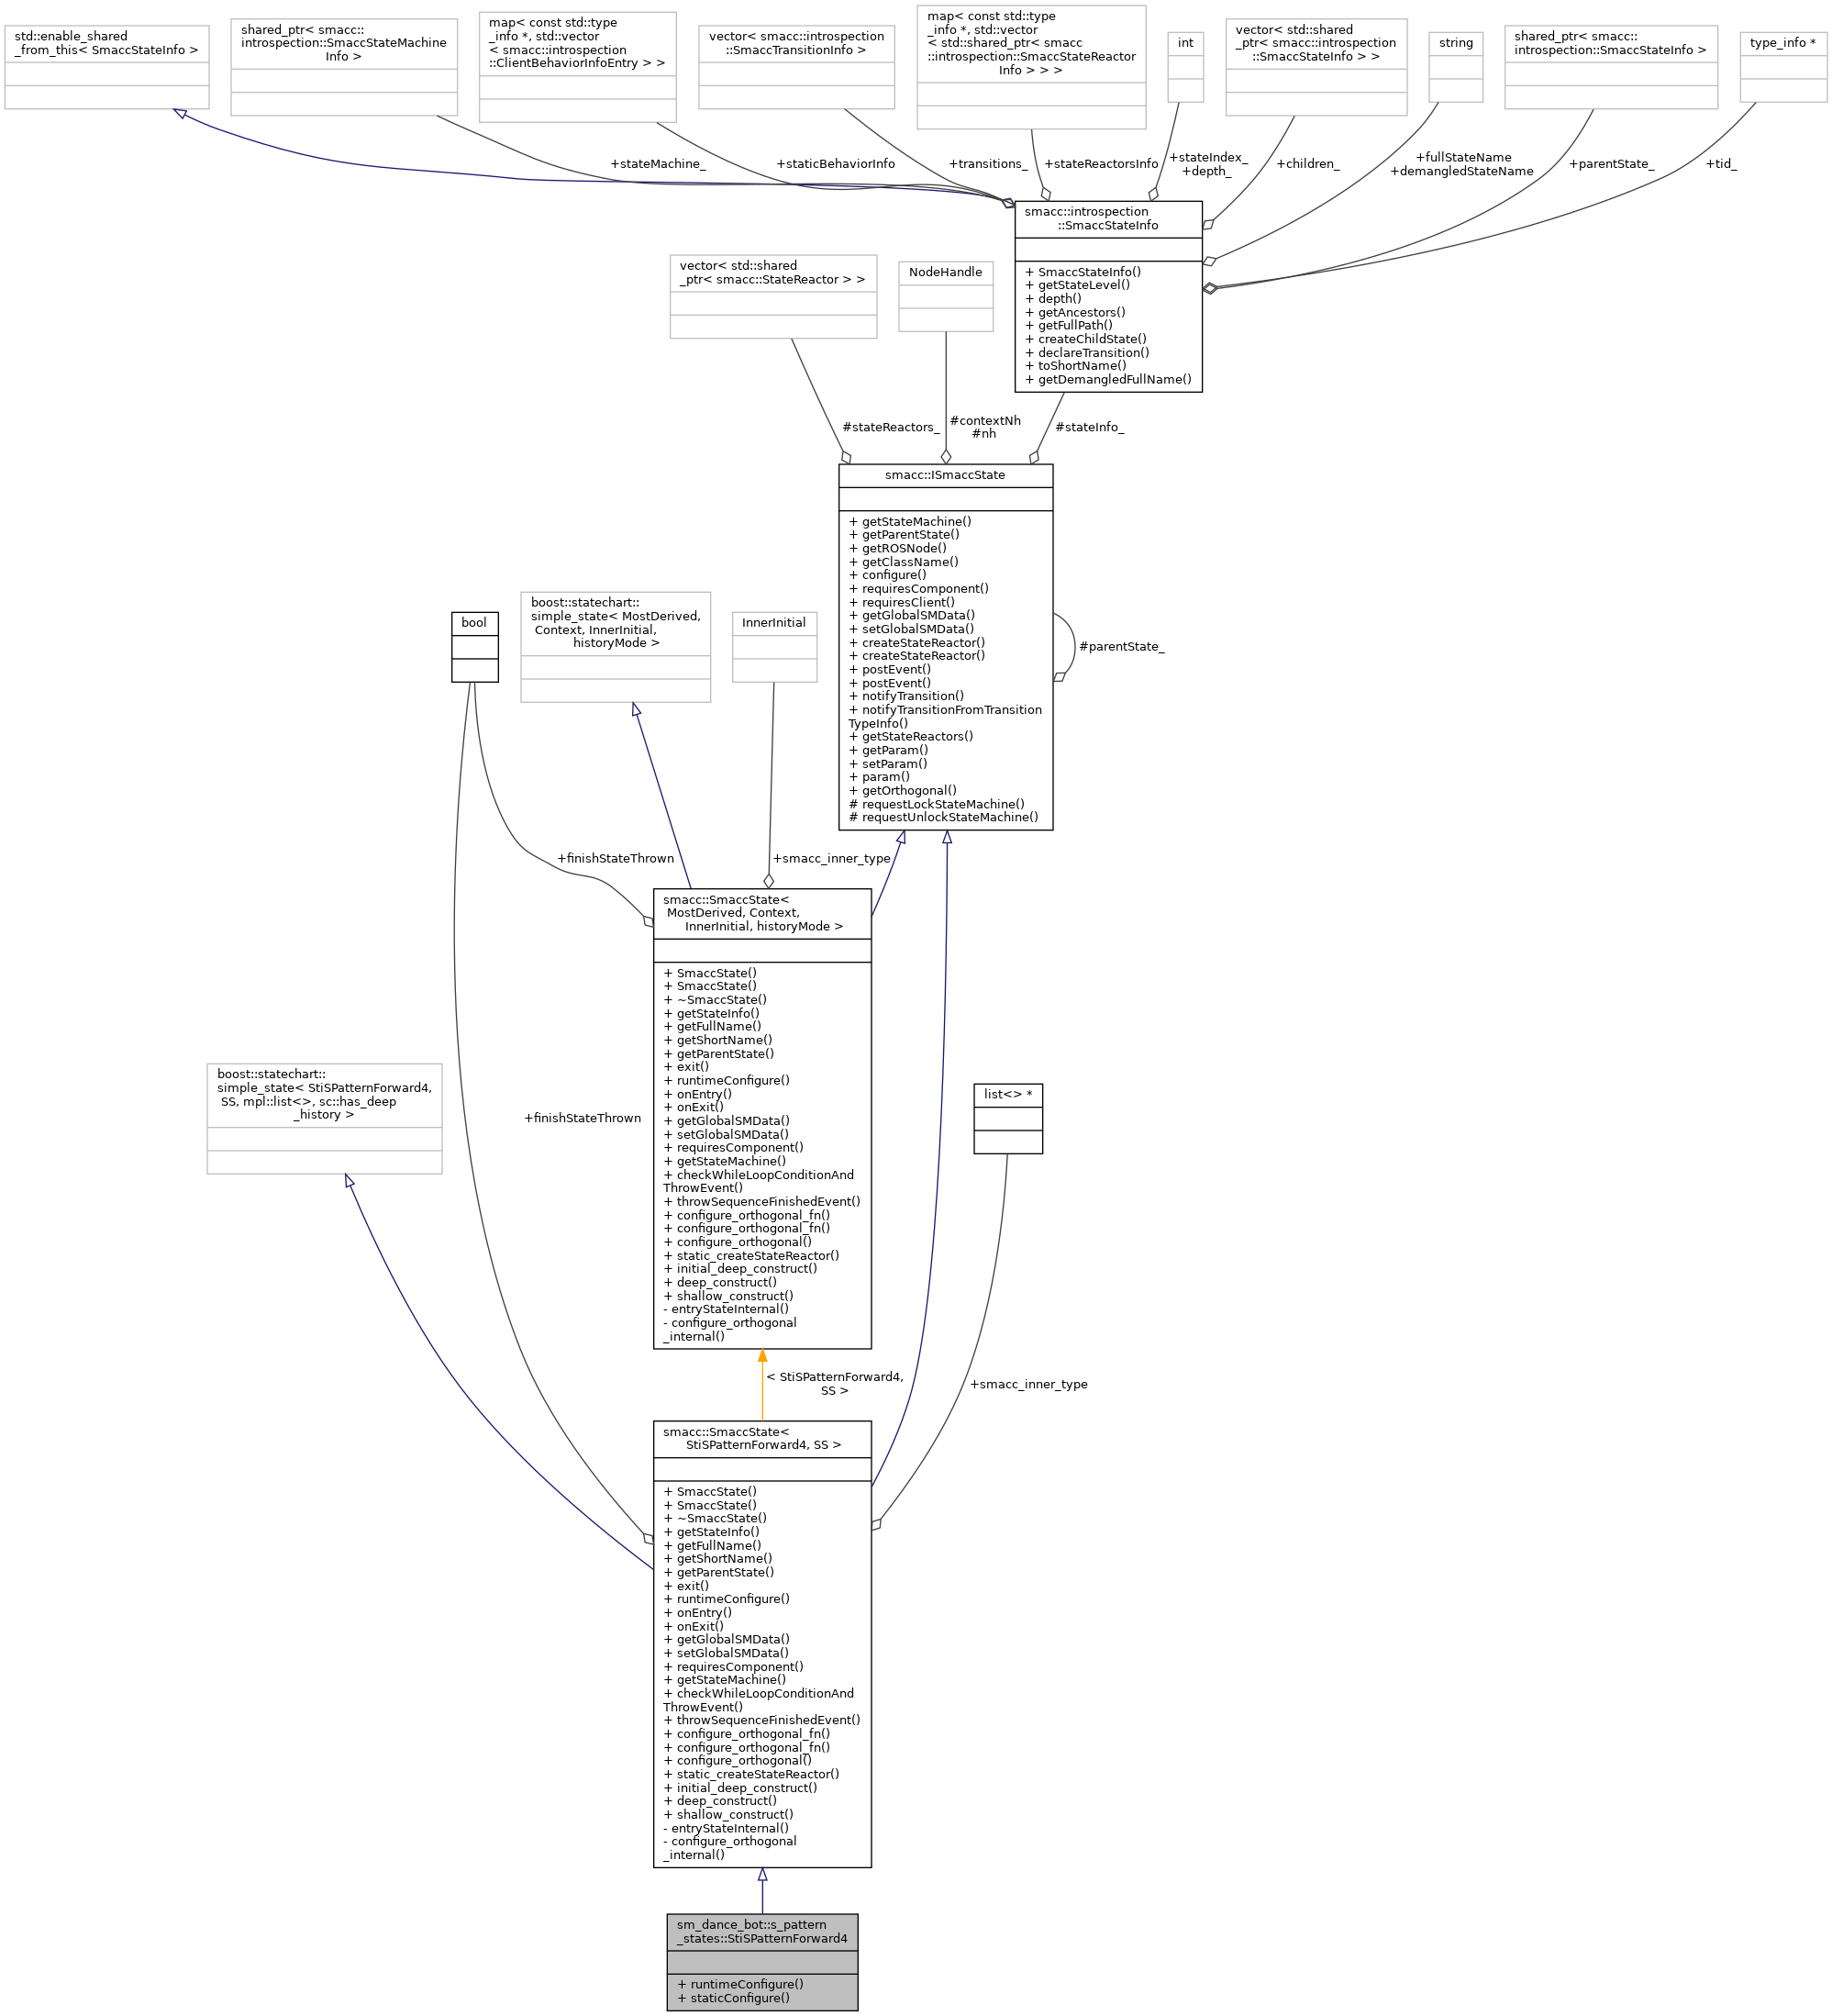 std::enable_shared
_from_this< SmaccStateInfo >
shared_ptr< smacc::
introspection::SmaccStateMachine
Info >
map< const std::type
_info *, std::vector
< smacc::introspection
::ClientBehaviorInfoEntry > >
vector< smacc::introspection
::SmaccTransitionInfo >
map< const std::type
_info *, std::vector
< std::shared_ptr< smacc
::introspection::SmaccStateReactor
Info > > >
int
vector< std::shared
_ptr< smacc::introspection
::SmaccStateInfo > >
string
shared_ptr< smacc::
introspection::SmaccStateInfo >
type_info *
+stateMachine_
+staticBehaviorInfo
+transitions_
+stateReactorsInfo
+stateIndex_
+depth_
+children_
+fullStateName
+demangledStateName
+parentState_
+tid_
smacc::introspection
::SmaccStateInfo
+ SmaccStateInfo()
+ getStateLevel()
+ depth()
+ getAncestors()
+ getFullPath()
+ createChildState()
+ declareTransition()
+ toShortName()
+ getDemangledFullName()
vector< std::shared
_ptr< smacc::StateReactor > >
NodeHandle
#stateReactors_
#contextNh
#nh
#stateInfo_
smacc::ISmaccState
+ getStateMachine()
+ getParentState()
+ getROSNode()
+ getClassName()
+ configure()
+ requiresComponent()
+ requiresClient()
+ getGlobalSMData()
+ setGlobalSMData()
+ createStateReactor()
+ createStateReactor()
+ postEvent()
+ postEvent()
+ notifyTransition()
+ notifyTransitionFromTransition
TypeInfo()
+ getStateReactors()
+ getParam()
+ setParam()
+ param()
+ getOrthogonal()
# requestLockStateMachine()
# requestUnlockStateMachine()
#parentState_
bool
boost::statechart::
simple_state< MostDerived,
Context, InnerInitial,
historyMode >
InnerInitial
+finishStateThrown
+smacc_inner_type
smacc::SmaccState<
MostDerived, Context,
InnerInitial, historyMode >
+ SmaccState()
+ SmaccState()
+ ~SmaccState()
+ getStateInfo()
+ getFullName()
+ getShortName()
+ getParentState()
+ exit()
+ runtimeConfigure()
+ onEntry()
+ onExit()
+ getGlobalSMData()
+ setGlobalSMData()
+ requiresComponent()
+ getStateMachine()
+ checkWhileLoopConditionAnd
ThrowEvent()
+ throwSequenceFinishedEvent()
+ configure_orthogonal_fn()
+ configure_orthogonal_fn()
+ configure_orthogonal()
+ static_createStateReactor()
+ initial_deep_construct()
+ deep_construct()
+ shallow_construct()
- entryStateInternal()
- configure_orthogonal
_internal()
boost::statechart::
simple_state< StiSPatternForward4,
SS, mpl::list<>, sc::has_deep
_history >
+finishStateThrown
list<> *
< StiSPatternForward4,
SS >
+smacc_inner_type
smacc::SmaccState<
StiSPatternForward4, SS >
+ SmaccState()
+ SmaccState()
+ ~SmaccState()
+ getStateInfo()
+ getFullName()
+ getShortName()
+ getParentState()
+ exit()
+ runtimeConfigure()
+ onEntry()
+ onExit()
+ getGlobalSMData()
+ setGlobalSMData()
+ requiresComponent()
+ getStateMachine()
+ checkWhileLoopConditionAnd
ThrowEvent()
+ throwSequenceFinishedEvent()
+ configure_orthogonal_fn()
+ configure_orthogonal_fn()
+ configure_orthogonal()
+ static_createStateReactor()
+ initial_deep_construct()
+ deep_construct()
+ shallow_construct()
- entryStateInternal()
- configure_orthogonal
_internal()
sm_dance_bot::s_pattern
_states::StiSPatternForward4
+ runtimeConfigure()
+ staticConfigure()